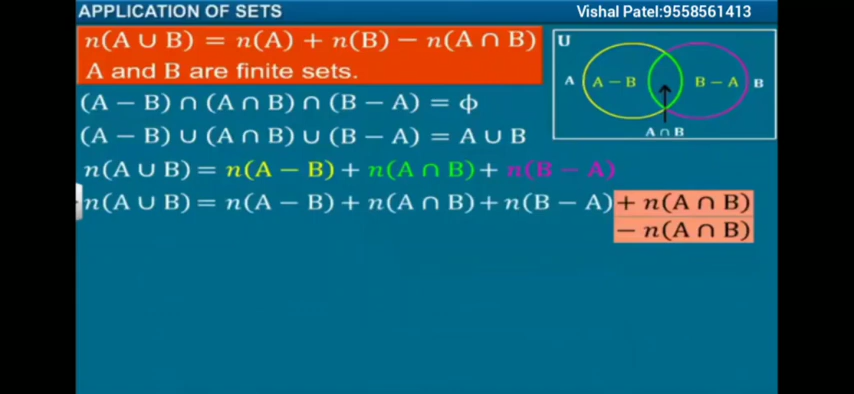 APPLICATION OF SETS
Vishal Patel:9558561413
n(A ∪ B) = n(A) + n(B) − n(A ∩ B)
A and B are finite sets.
(A − B) ∩ (A ∩ B) ∩ (B − A) = ϕ
(A − B) ∪ (A ∩ B) ∪ (B − A) = A ∪ B
n(A ∪ B) = n(A − B) + n(A ∩ B) + n(B − A)
n(A ∪ B) = n(A − B) + n(A ∩ B) + n(B − A) + n(A ∩ B)
− n(A ∩ B)
U
A A − B B − A B
A ∩ B